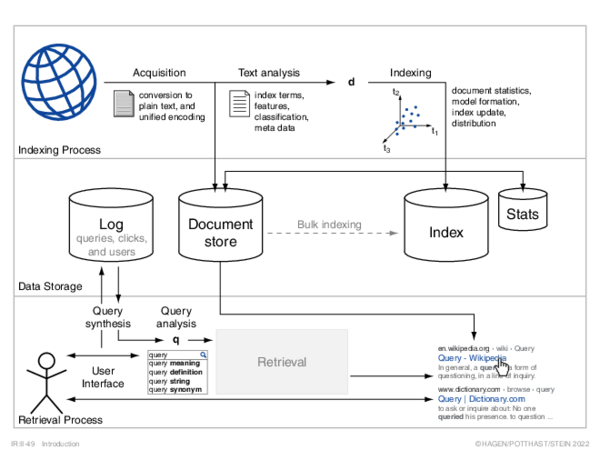 Acquisition
Text analysis
d
Indexing
conversion to
plain text, and
unified encoding
index terms,
features,
classification,
meta data
t2
t1
t3
document statistics,
model formation,
index update,
distribution
Indexing Process
Log
queries, clicks,
and users
Document
store
Bulk indexing
Index
Stats
Data Storage
Query
synthesis
Query
analysis
q
query
query meaning
query definition
query string
query synonym
User
Interface
Retrieval
en.wikipedia.org - wiki - Query
Query - Wikipedia
In general, a query is a form of
questioning, in a line of inquiry.
www.dictionary.com - browse - query
Query | Dictionary.com
to ask or inquire about: No one
queried his presence. to question ...
Retrieval Process
IR:II-49 Introduction
©HAGEN/POTTHAST/STEIN 2022